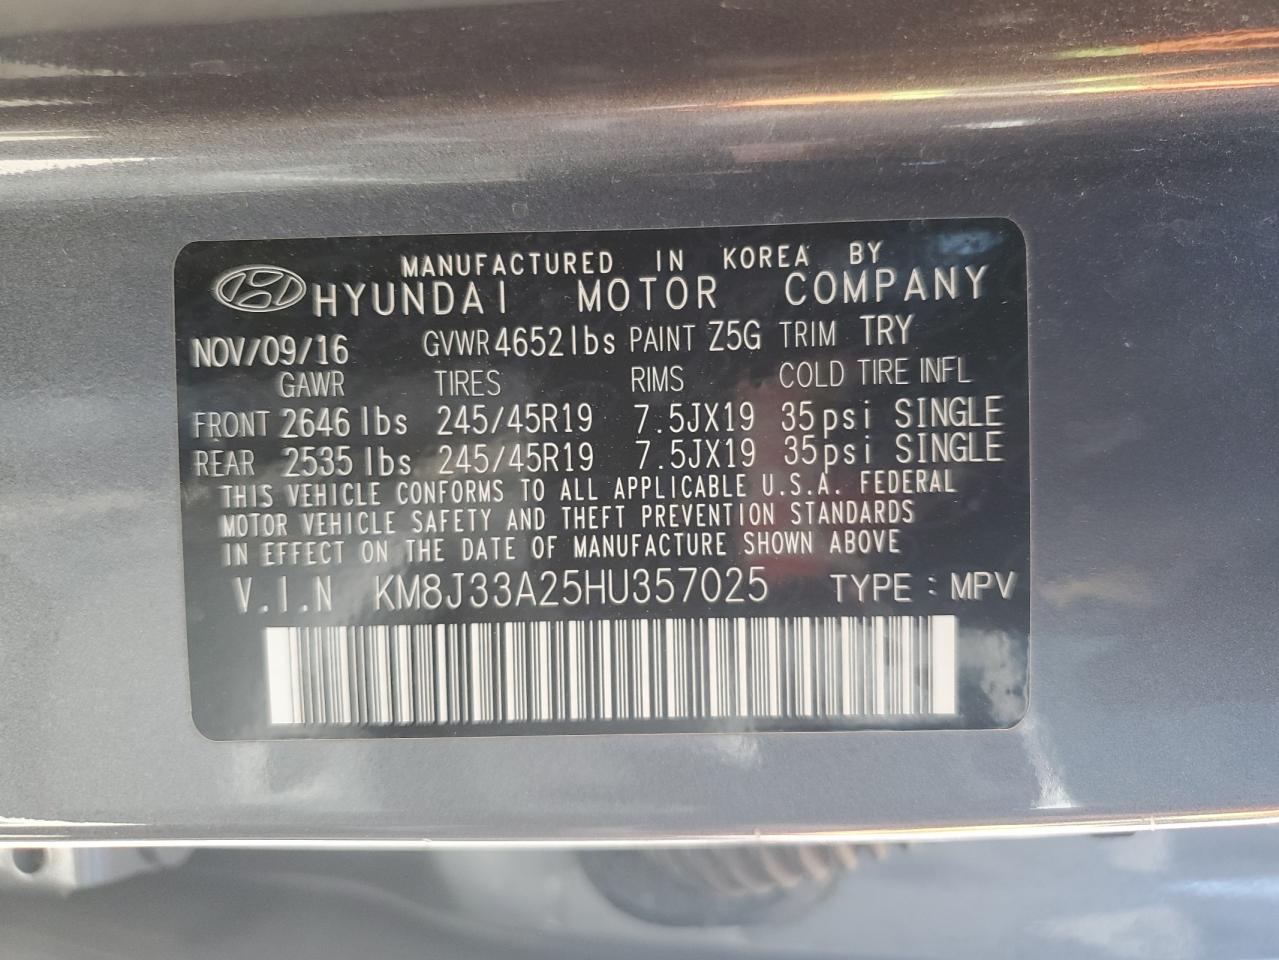 MANUFACTURED IN KOREA BY
HYUNDAI MOTOR COMPANY
NOV/09/16 GVWR 4652lbs PAINT Z5G TRIM TRY
GAWR TIRES RIMS COLD TIRE INFL
FRONT 2646 lbs 245/45R19 7.5JX19 35psi SINGLE
REAR 2535 lbs 245/45R19 7.5JX19 35psi SINGLE
THIS VEHICLE CONFORMS TO ALL APPLICABLE U.S.A. FEDERAL
MOTOR VEHICLE SAFETY AND THEFT PREVENTION STANDARDS
IN EFFECT ON THE DATE OF MANUFACTURE SHOWN ABOVE
V.I.N KM8J33A25HU357025 TYPE : MPV